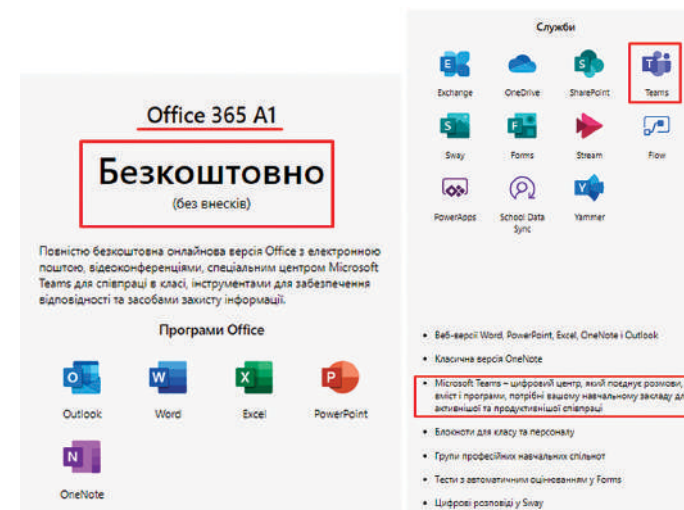 Office 365 A1
Безкоштовно
(без внесків)
Повністю безкоштовна онлайнова версія Office з електронною
поштою, відеоконференціями, спеціальним центром Microsoft
Teams для співпраці в класі, інструментами для забезпечення
відповідності та засобами захисту інформації.
Програми Office
Outlook Word Excel PowerPoint
OneNote
Служби
Exchange OneDrive SharePoint Teams
Sway Forms Stream Flow
PowerApps School Data Yammer
Sync
• Веб-версії Word, PowerPoint, Excel, OneNote і Outlook
• Класична версія OneNote
• Microsoft Teams – цифровий центр, який поєднує розмови,
вміст і програми, потрібні вашому навчальному закладу для
активнішої та продуктивнішої співпраці
• Блокноти для класу та персоналу
• Групи професійних навчальних спільнот
• Тести з автоматичним оцінюванням у Forms
• Цифрові розповіді у Sway